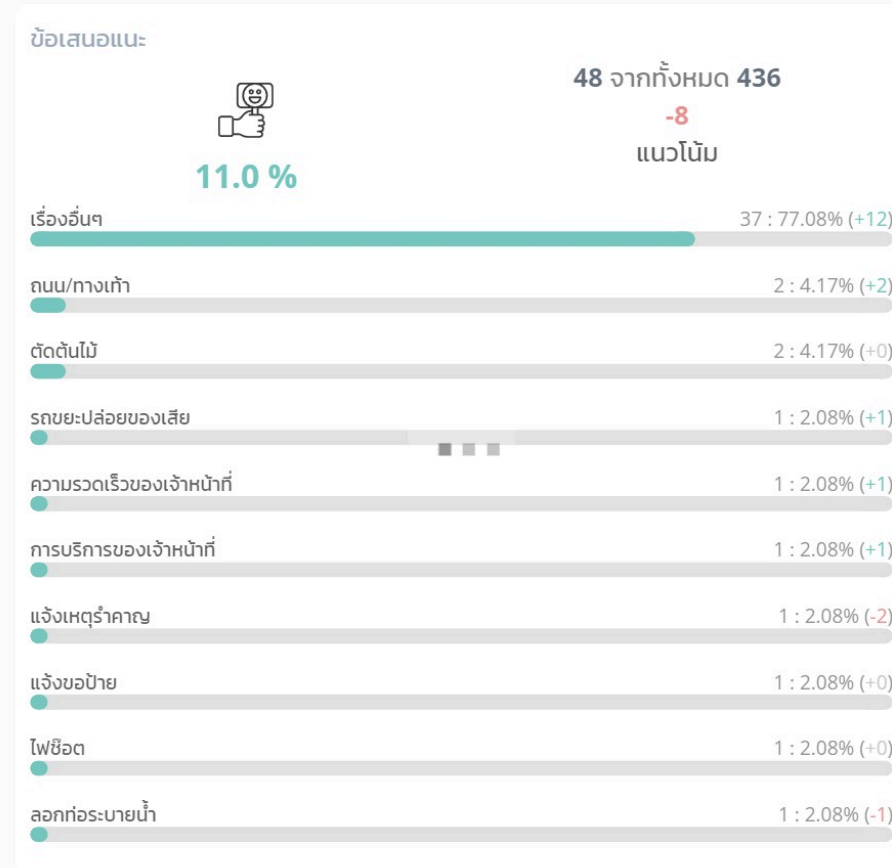 ข้อเสนอแนะ
48 จากทั้งหมด 436
-8
แนวโน้ม
11.0 %
เรื่องอื่นๆ 37 : 77.08% (+12)
ถนน/ทางเท้า 2 : 4.17% (+2)
ตัดต้นไม้ 2 : 4.17% (+0)
รถขยะปล่อยของเสีย 1 : 2.08% (+1)
ความรวดเร็วของเจ้าหน้าที่ 1 : 2.08% (+1)
การบริการของเจ้าหน้าที่ 1 : 2.08% (+1)
แจ้งเหตุรำคาญ 1 : 2.08% (-2)
แจ้งขอป้าย 1 : 2.08% (+0)
ไฟช๊อต 1 : 2.08% (+0)
ลอกท่อระบายน้ำ 1 : 2.08% (-1)